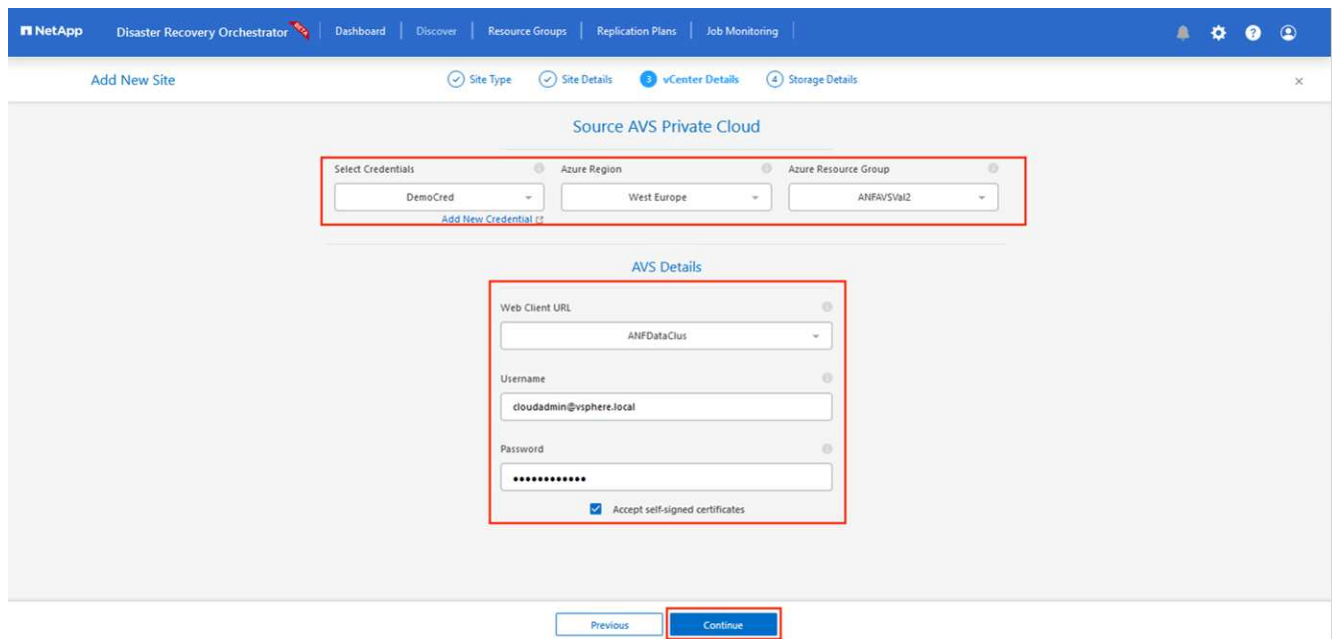 NetApp Disaster Recovery Orchestrator BETA Dashboard Discover Resource Groups Replication Plans Job Monitoring
Add New Site Site Type Site Details 3 vCenter Details 4 Storage Details
Source AVS Private Cloud
Select Credentials Azure Region Azure Resource Group
DemoCred West Europe ANFAVSVal2
Add New Credential
AVS Details
Web Client URL
ANFDataClus
Username
cloudadmin@vsphere.local
Password
Accept self-signed certificates
Previous Continue